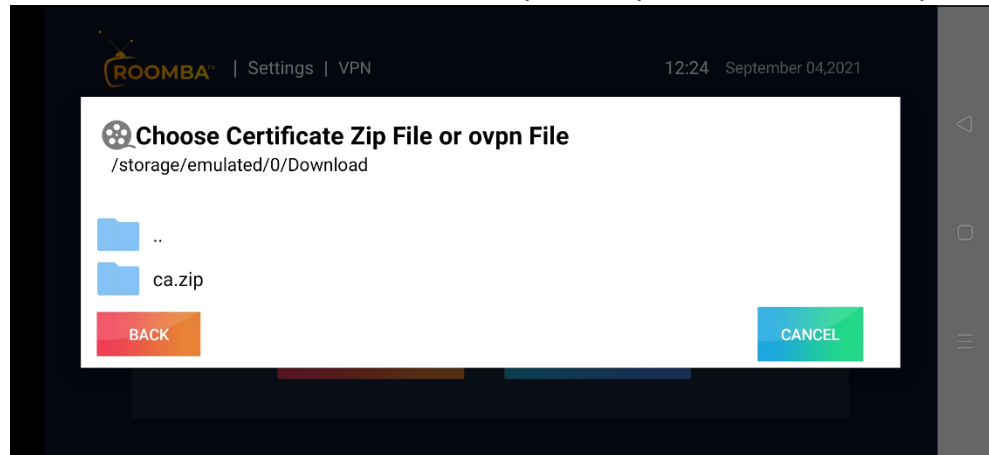 ROOMBA TV | Settings | VPN 12:24 September 04,2021
Choose Certificate Zip File or ovpn File
/storage/emulated/0/Download
..
ca.zip
BACK CANCEL